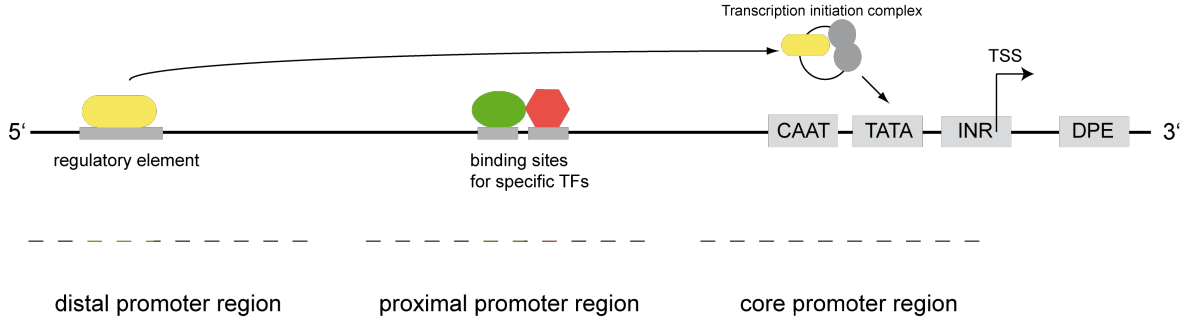 Transcription initiation complex
TSS
5‘
CAAT
TATA
INR
DPE
3‘
regulatory element
binding sites
for specific TFs
distal promoter region
proximal promoter region
core promoter region